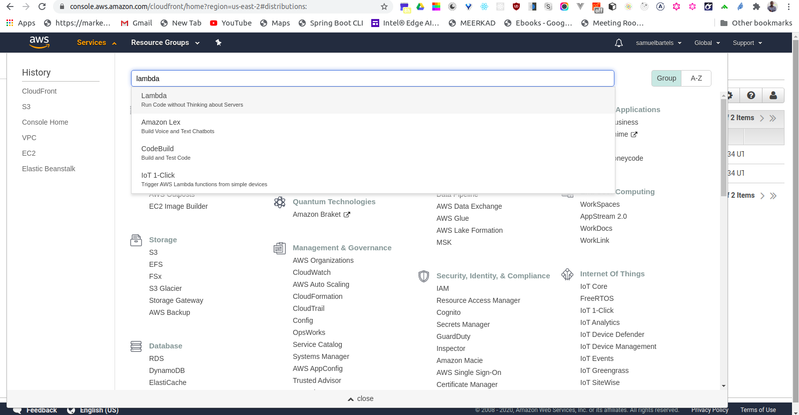 console.aws.amazon.com/cloudfront/home?region=us-east-2#distributions:
Apps https://marke... Gmail New Tab YouTube Maps Spring Boot CLI Intel® Edge AI... MEERKAD Ebooks - Goog... Meeting Roo... Other bookmarks
aws Services Resource Groups samuelbartels Global Support
History
CloudFront
S3
Console Home
VPC
EC2
Elastic Beanstalk
lambda
Group A-Z
Lambda
Run Code without Thinking about Servers
Amazon Lex
Build Voice and Text Chatbots
CodeBuild
Build and Test Code
IoT 1-Click
Trigger AWS Lambda functions from simple devices
EC2 Image Builder
Storage
S3
EFS
FSx
S3 Glacier
Storage Gateway
AWS Backup
Database
RDS
DynamoDB
ElastiCache
Quantum Technologies
Amazon Braket
Management & Governance
AWS Organizations
CloudWatch
AWS Auto Scaling
CloudFormation
CloudTrail
Config
OpsWorks
Service Catalog
Systems Manager
AWS AppConfig
Trusted Advisor
AWS Data Exchange
AWS Glue
AWS Lake Formation
MSK
Security, Identity, & Compliance
IAM
Resource Access Manager
Cognito
Secrets Manager
GuardDuty
Inspector
Amazon Macie
AWS Single Sign-On
Certificate Manager
Applications
usiness
ime
oneycode
Computing
WorkSpaces
AppStream 2.0
WorkDocs
WorkLink
Internet Of Things
IoT Core
FreeRTOS
IoT 1-Click
IoT Analytics
IoT Device Defender
IoT Device Management
IoT Events
IoT Greengrass
IoT SiteWise
of 2 Items
34 UT
34 UT
f 2 Items
close
Feedback English (US) © 2008 - 2020, Amazon Web Services, Inc. or its affiliates. All rights reserved. Privacy Policy Terms of Use